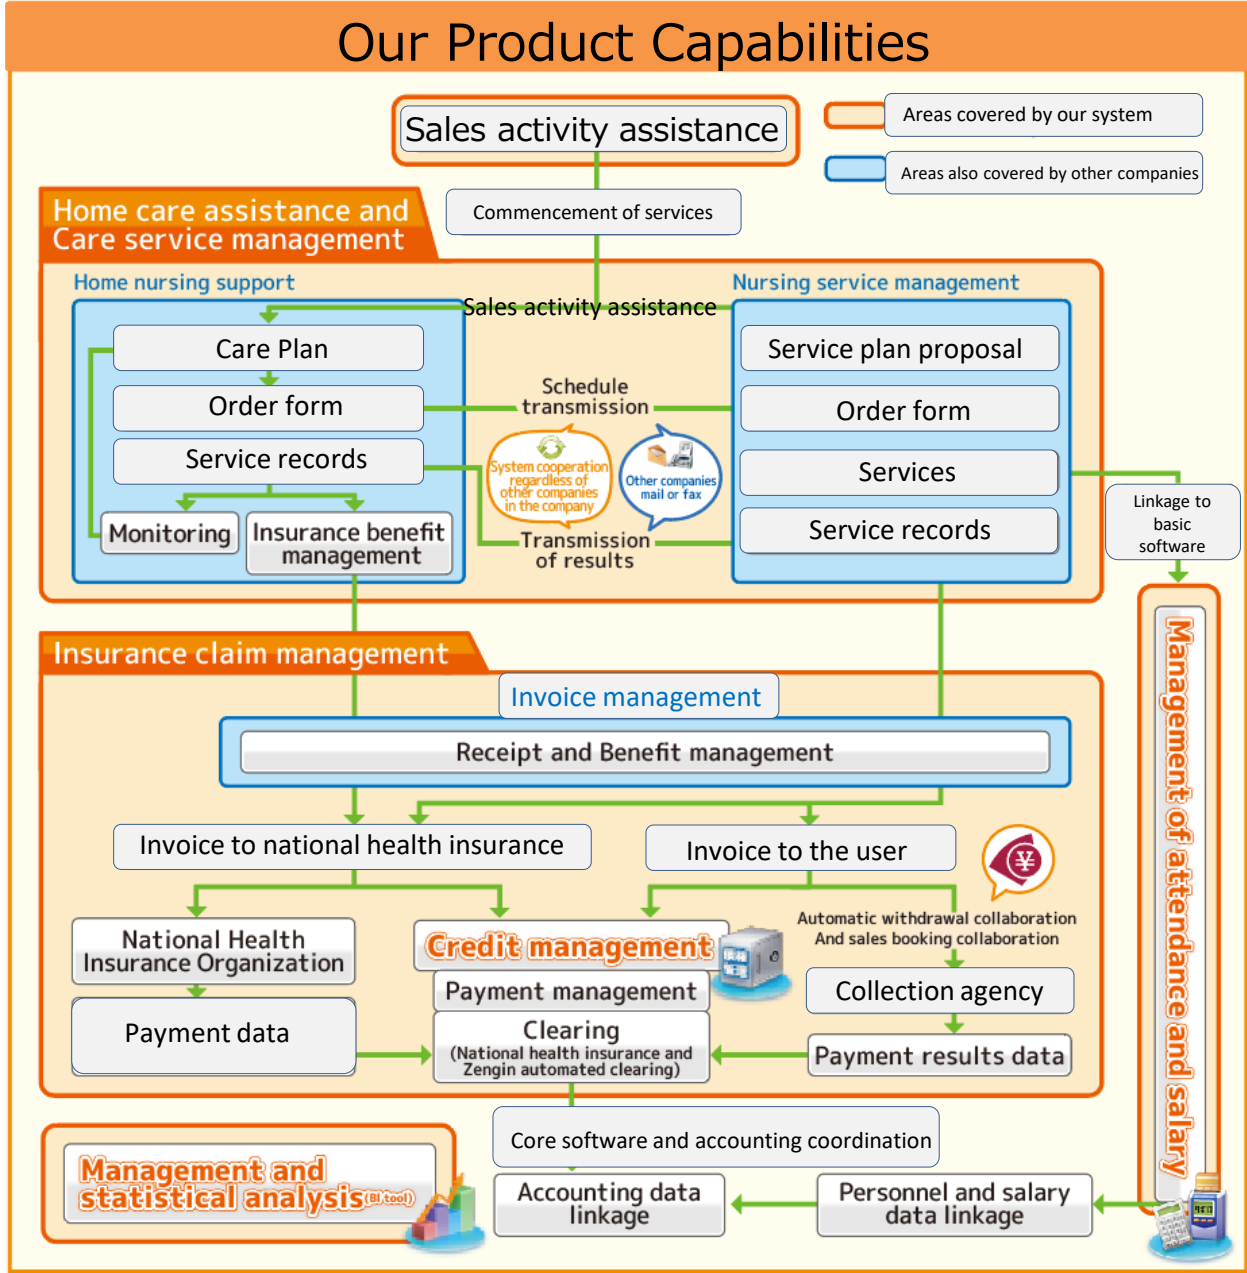 Our Product Capabilities
Sales activity assistance
Areas covered by our system
Areas also covered by other companies
Commencement of services
Home care assistance and
Care service management
Home nursing support
Nursing service management
Sales activity assistance
Care Plan
Order form
Service records
Monitoring
Insurance benefit
management
Schedule
transmission
System cooperation
regardless of
other companies
in the company
Other companies
mail or fax
Transmission
of results
Service plan proposal
Order form
Services
Service records
Linkage to
basic
software
Management of attendance and salary
Insurance claim management
Invoice management
Receipt and Benefit management
Invoice to national health insurance
Invoice to the user
¥
National Health
Insurance Organization
Payment data
Credit management
Payment management
Clearing
(National health insurance and
Zengin automated clearing)
Automatic withdrawal collaboration
And sales booking collaboration
Collection agency
Payment results data
Core software and accounting coordination
Management and
statistical analysis(BI tool)
Accounting data
linkage
Personnel and salary
data linkage